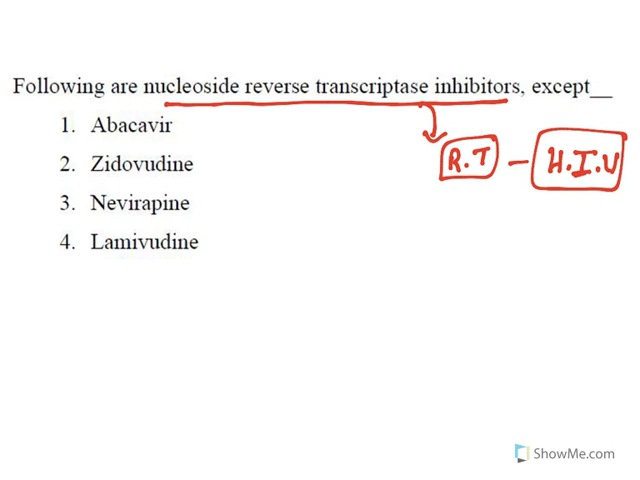 Following are nucleoside reverse transcriptase inhibitors, except__
1. Abacavir
2. Zidovudine
3. Nevirapine
4. Lamivudine
R.T - H.I.V
ShowMe.com